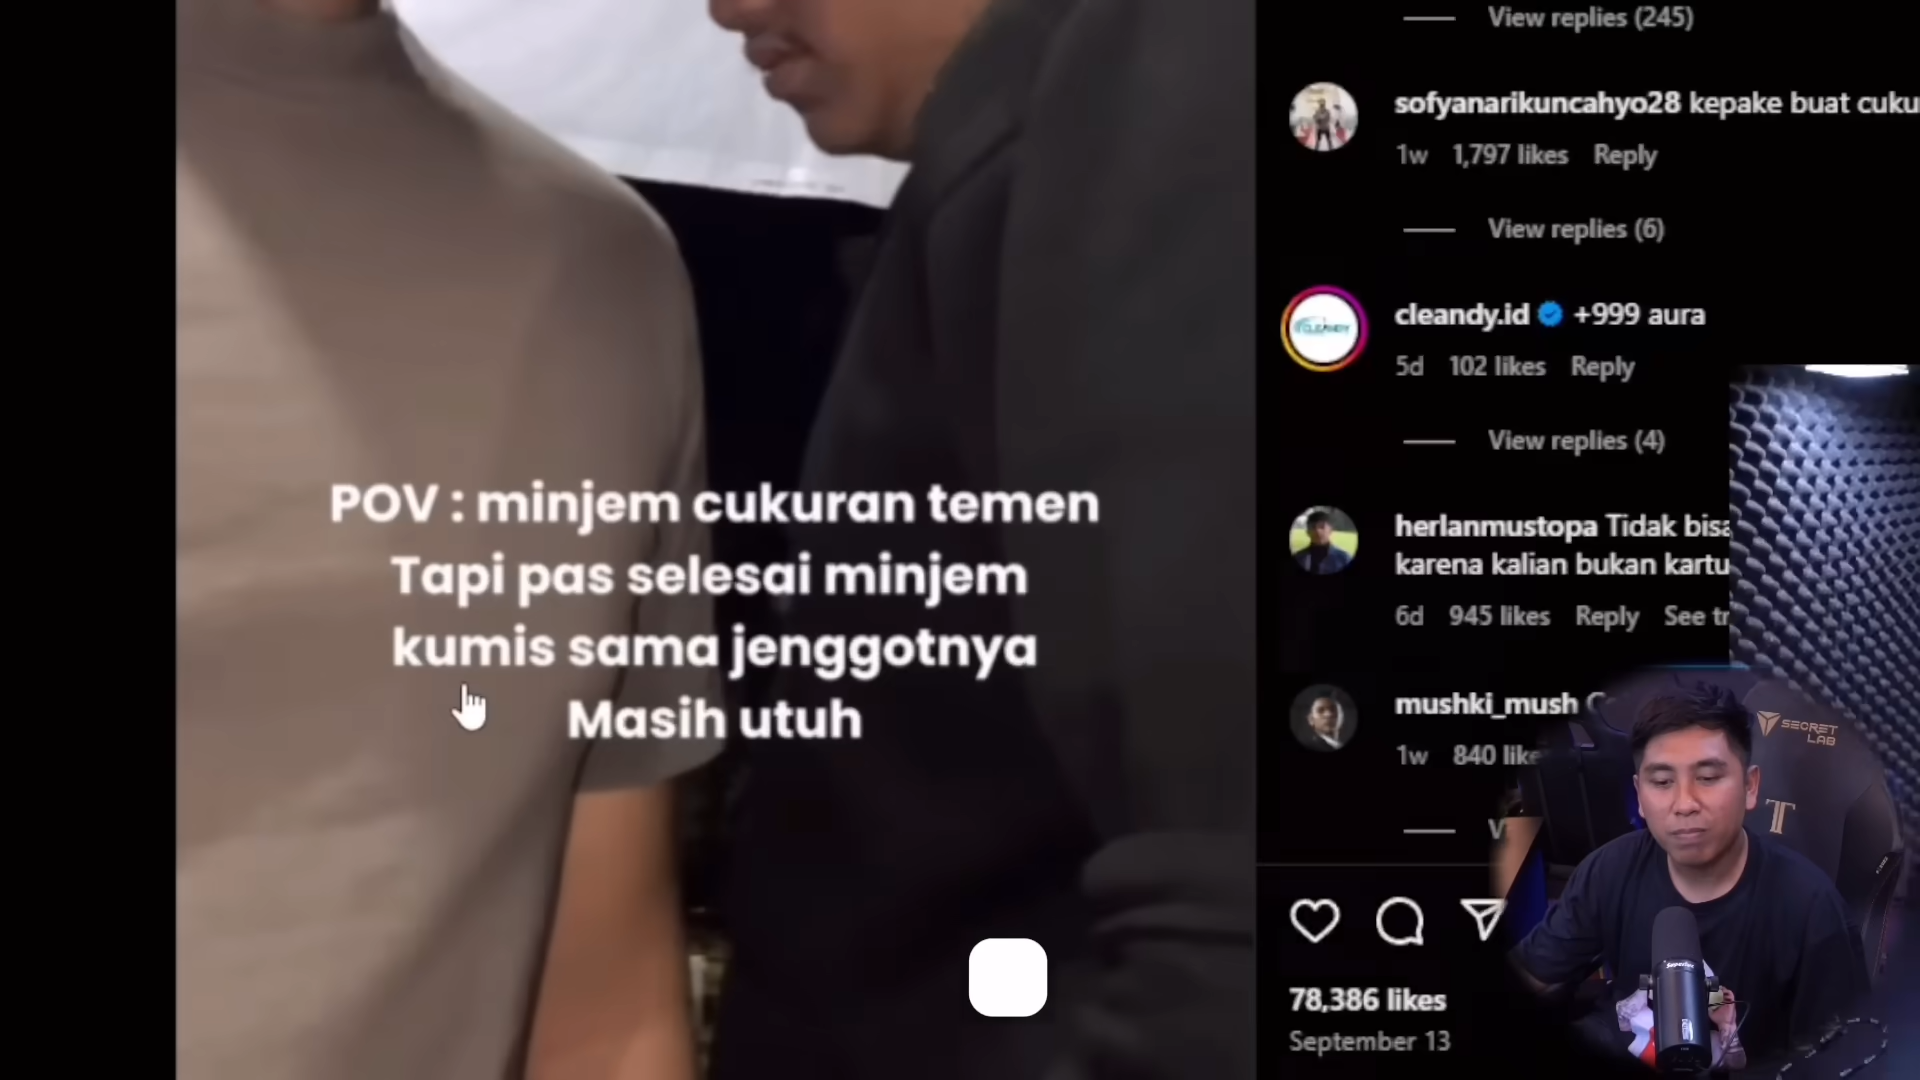 View replies (245)
sofyanarikuncahyo28 kepake buat cuku
1w 1,797 likes Reply
View replies (6)
cleandy.id +999 aura
5d 102 likes Reply
View replies (4)
herlanmustopa Tidak bisa
karena kalian bukan kartu
6d 945 likes Reply See tr
mushki_mush
1w 840 like
78,386 likes
September 13
POV : minjem cukuran temen
Tapi pas selesai minjem
kumis sama jenggotnya
Masih utuh
CLEANDY
SECRET
LAB